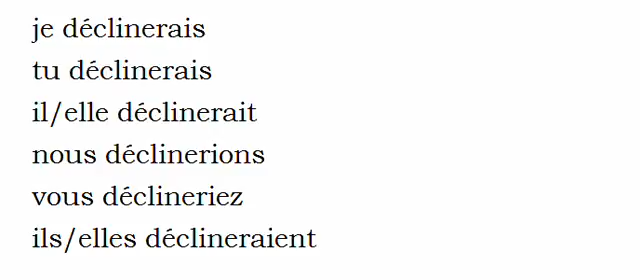 je déclinerais
tu déclinerais
il/elle déclinerait
nous déclinerions
vous déclineriez
ils/elles déclineraient